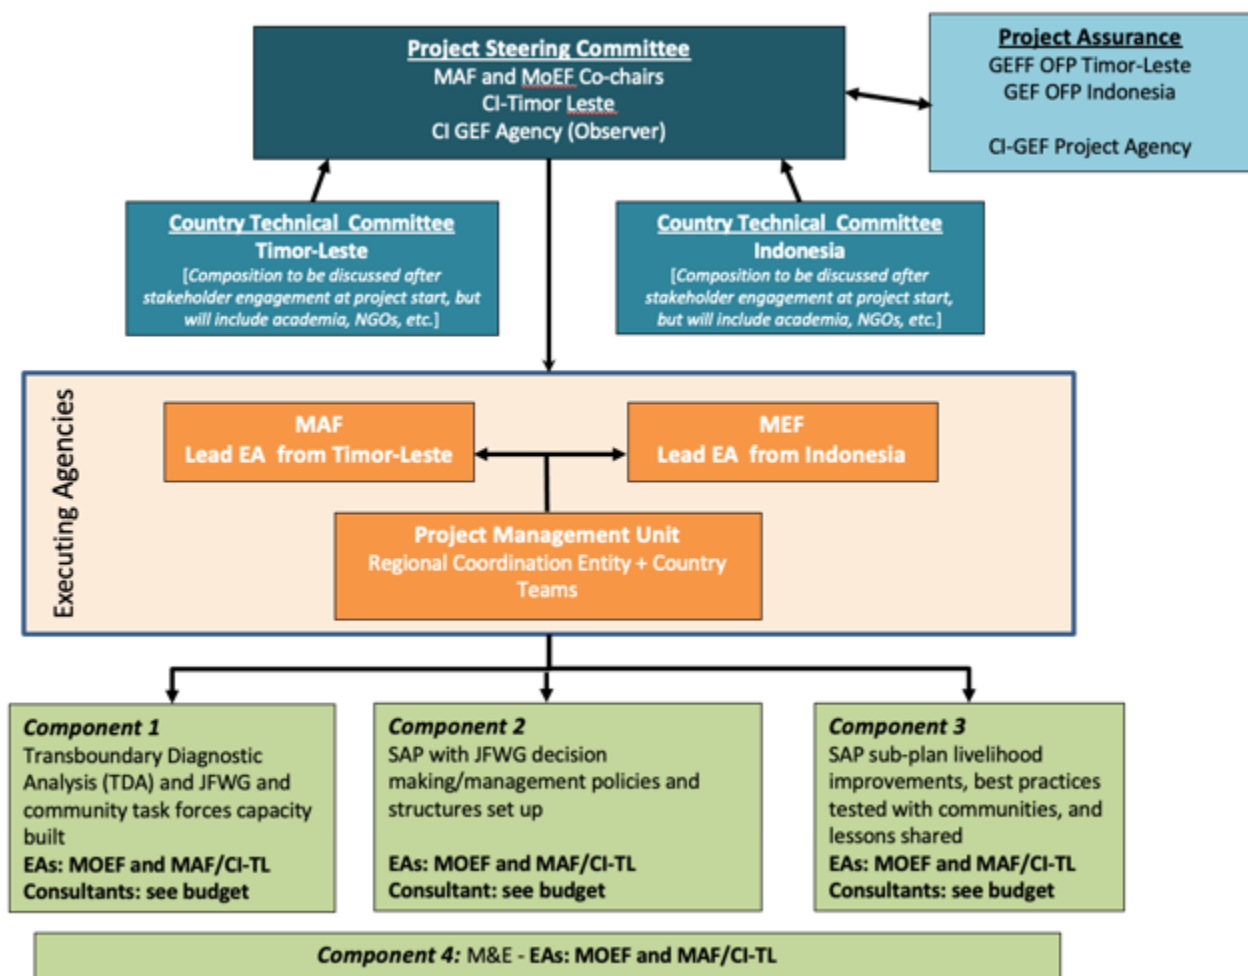 Project Steering Committee
MAF and MoEF Co-chairs
CI-Timor Leste
CI GEF Agency (Observer)
Project Assurance
GEFF OFP Timor-Leste
GEF OFP Indonesia
CI-GEF Project Agency
Country Technical Committee
Timor-Leste
[Composition to be discussed after
stakeholder engagement at project start, but
will include academia, NGOs, etc.]
Country Technical Committee
Indonesia
[Composition to be discussed after
stakeholder engagement at project start,
but will include academia, NGOs, etc.]
Executing Agencies
MAF
Lead EA from Timor-Leste
MEF
Lead EA from Indonesia
Project Management Unit
Regional Coordination Entity + Country
Teams
Component 1
Transboundary Diagnostic
Analysis (TDA) and JFWG and
community task forces capacity
built
EAs: MOEF and MAF/CI-TL
Consultants: see budget
Component 2
SAP with JFWG decision
making/management policies and
structures set up
EAs: MOEF and MAF/CI-TL
Consultant: see budget
Component 3
SAP sub-plan livelihood
improvements, best practices
tested with communities, and
lessons shared
EAs: MOEF and MAF/CI-TL
Consultants: see budget
Component 4: M&E - EAs: MOEF and MAF/CI-TL